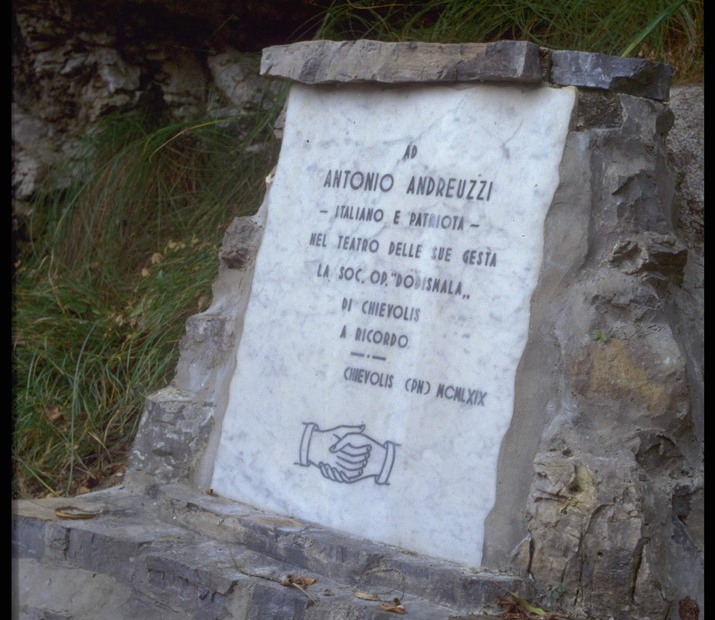 AD
ANTONIO ANDREUZZI
- ITALIANO E PATRIOTA -
NEL TEATRO DELLE SUE GESTA
LA SOC. OP. "DOBISMALA„
DI CHIEVOLIS
A RICORDO
CHIEVOLIS (PN) MCMLXIX